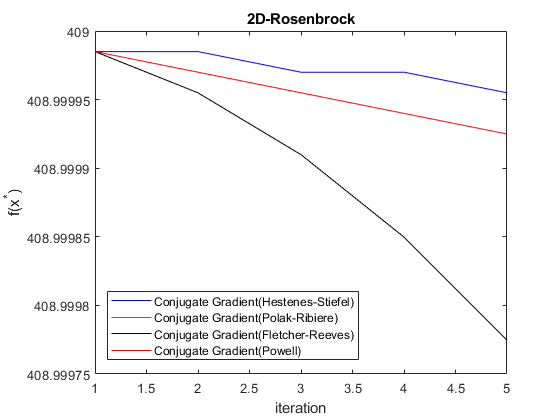 2D-Rosenbrock
409
408.99995
408.9999
408.99985
408.9998
408.99975
f(x*)
Conjugate Gradient(Hestenes-Stiefel)
Conjugate Gradient(Polak-Ribiere)
Conjugate Gradient(Fletcher-Reeves)
Conjugate Gradient(Powell)
1 1.5 2 2.5 3 3.5 4 4.5 5
iteration